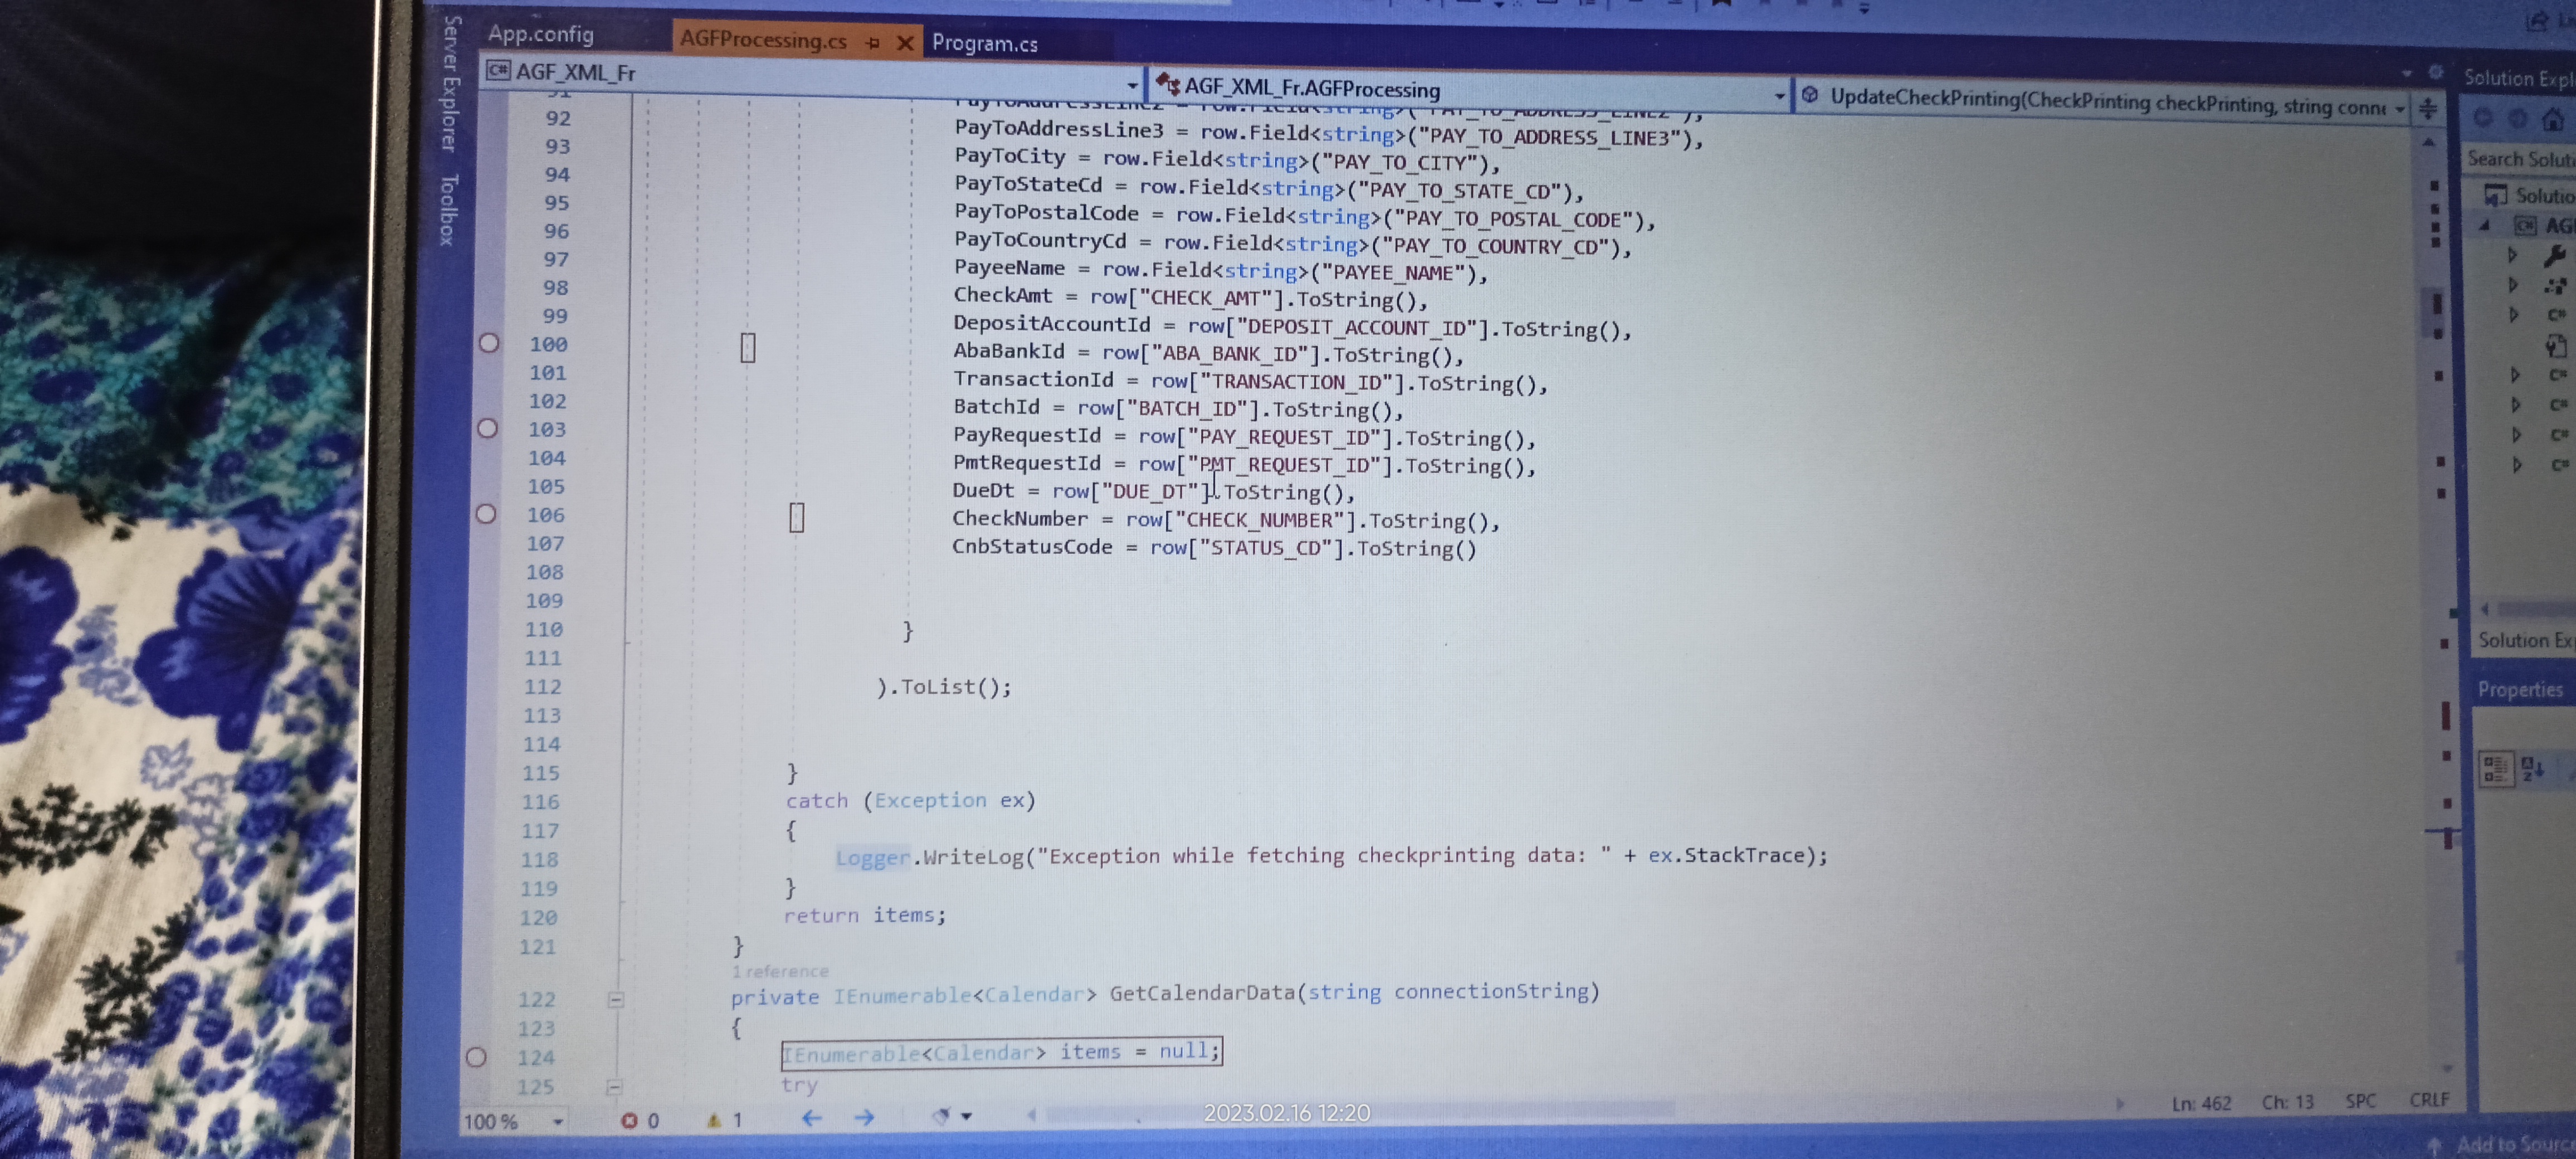 Server Explorer
Toolbox
App.config
AGFProcessing.cs
Program.cs
AGF_XML_Fr
AGF_XML_Fr.AGFProcessing
UpdateCheckPrinting(CheckPrinting checkPrinting, string conne
92 PayToAddressLine3 = row.Field<string>("PAY_TO_ADDRESS_LINE3"),
93 PayToCity = row.Field<string>("PAY_TO_CITY"),
94 PayToStateCd = row.Field<string>("PAY_TO_STATE_CD"),
95 PayToPostalCode = row.Field<string>("PAY_TO_POSTAL_CODE"),
96 PayToCountryCd = row.Field<string>("PAY_TO_COUNTRY_CD"),
97 PayeeName = row.Field<string>("PAYEE_NAME"),
98 CheckAmt = row["CHECK_AMT"].ToString(),
99 DepositAccountId = row["DEPOSIT_ACCOUNT_ID"].ToString(),
100 AbaBankId = row["ABA_BANK_ID"].ToString(),
101 TransactionId = row["TRANSACTION_ID"].ToString(),
102 BatchId = row["BATCH_ID"].ToString(),
103 PayRequestId = row["PAY_REQUEST_ID"].ToString(),
104 PmtRequestId = row["PMT_REQUEST_ID"].ToString(),
105 DueDt = row["DUE_DT"].ToString(),
106 CheckNumber = row["CHECK_NUMBER"].ToString(),
107 CnbStatusCode = row["STATUS_CD"].ToString()
108
109
110 }
111
112 ).ToList();
113
114
115 }
116 catch (Exception ex)
117 {
118 Logger.WriteLog("Exception while fetching checkprinting data: " + ex.StackTrace);
119 }
120 return items;
121 }
1 reference
122 private IEnumerable<Calendar> GetCalendarData(string connectionString)
123 {
124 IEnumerable<Calendar> items = null;
125 try
100 %
0
1
2023.02.16 12:20
Ln: 462 Ch: 13 SPC CRLF
Solution Expl
Search Soluti
Solutio
AG
Solution Ex
Properties
Add to Sourc